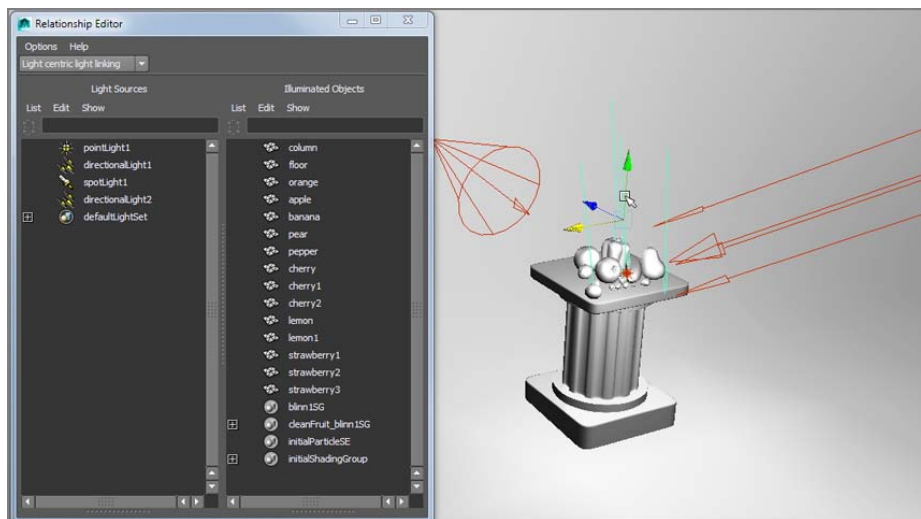 Relationship Editor
Options Help
Light centric light linking
Light Sources
List Edit Show
pointLight1
directionalLight1
spotLight1
directionalLight2
defaultLightSet
Illuminated Objects
List Edit Show
column
floor
orange
apple
banana
pear
pepper
cherry
cherry1
cherry2
lemon
lemon1
strawberry1
strawberry2
strawberry3
blinn1SG
cleanFruit_blinn1SG
initialParticleSE
initialShadingGroup